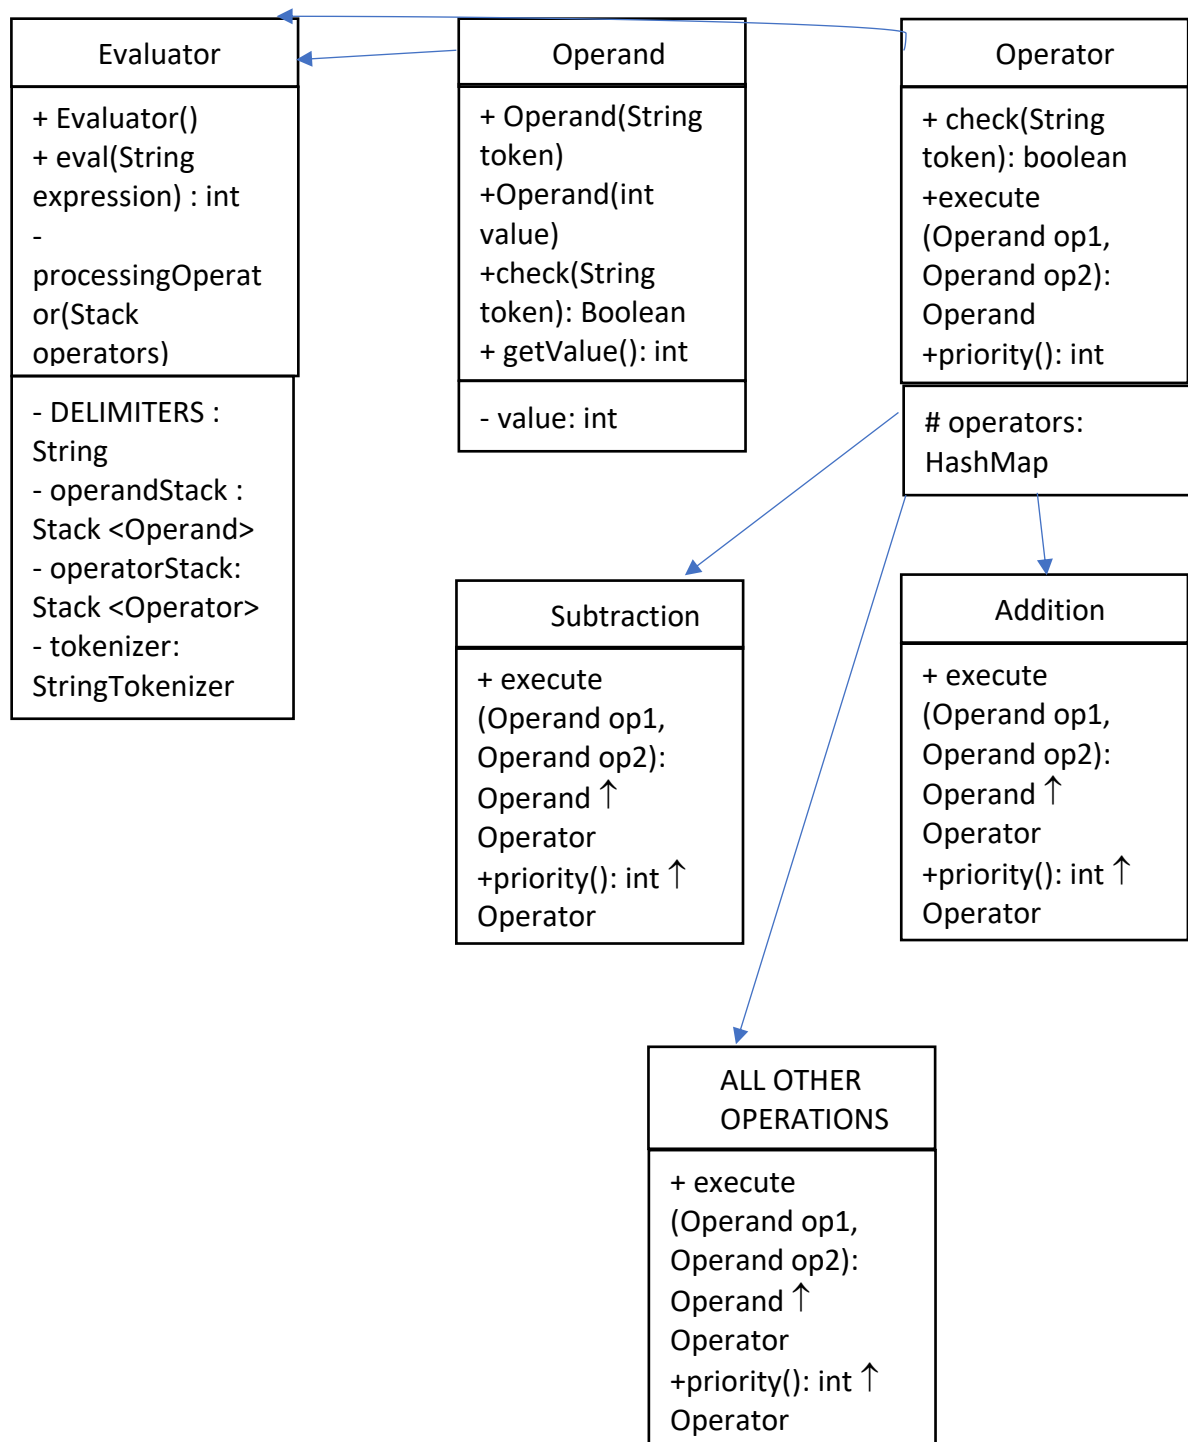 Evaluator
+ Evaluator()
+ eval(String
expression) : int
-
processingOperat
or(Stack
operators)
- DELIMITERS :
String
- operandStack :
Stack <Operand>
- operatorStack:
Stack <Operator>
- tokenizer:
StringTokenizer
Operand
+ Operand(String
token)
+Operand(int
value)
+check(String
token): Boolean
+ getValue(): int
- value: int
Operator
+ check(String
token): boolean
+execute
(Operand op1,
Operand op2):
Operand
+priority(): int
# operators:
HashMap
Subtraction
+ execute
(Operand op1,
Operand op2):
Operand ↑
Operator
+priority(): int ↑
Operator
Addition
+ execute
(Operand op1,
Operand op2):
Operand ↑
Operator
+priority(): int ↑
Operator
ALL OTHER
OPERATIONS
+ execute
(Operand op1,
Operand op2):
Operand ↑
Operator
+priority(): int ↑
Operator